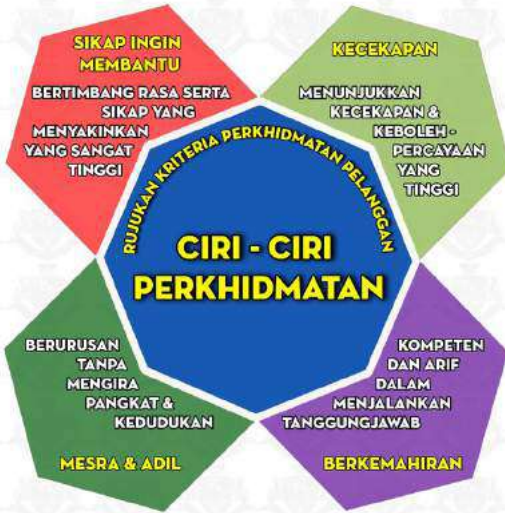 SIKAP INGIN
MEMBANTU
BERTIMBANG RASA SERTA
SIKAP YANG
MENYAKINKAN
YANG SANGAT
TINGGI
KECEKAPAN
MENUNJUKKAN
KECEKAPAN &
KEBOLEH -
PERCAYAAN
YANG
TINGGI
RUJUKAN KRITERIA PERKHIDMATAN PELANGGAN
CIRI - CIRI
PERKHIDMATAN
BERURUSAN
TANPA
MENGIRA
PANGKAT &
KEDUDUKAN
MESRA & ADIL
KOMPETEN
DAN ARIF
DALAM
MENJALANKAN
TANGGUNGJAWAB
BERKEMAHIRAN